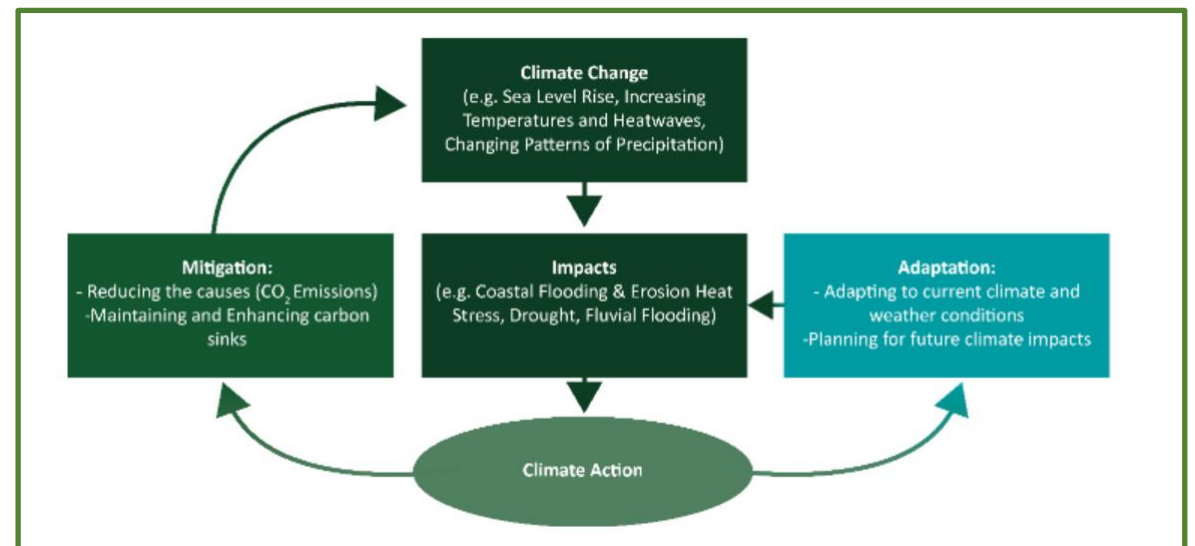 Climate Change
(e.g. Sea Level Rise, Increasing
Temperatures and Heatwaves,
Changing Patterns of Precipitation)
Mitigation:
- Reducing the causes (CO₂ Emissions)
-Maintaining and Enhancing carbon
sinks
Impacts
(e.g. Coastal Flooding & Erosion Heat
Stress, Drought, Fluvial Flooding)
Adaptation:
- Adapting to current climate and
weather conditions
-Planning for future climate impacts
Climate Action